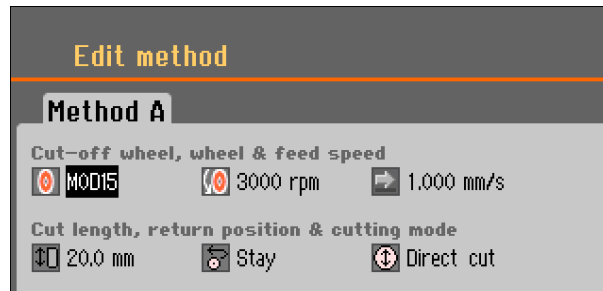 Edit method
Method A
Cut-off wheel, wheel & feed speed
MOD15 3000 rpm 1.000 mm/s
Cut length, return position & cutting mode
20.0 mm Stay Direct cut